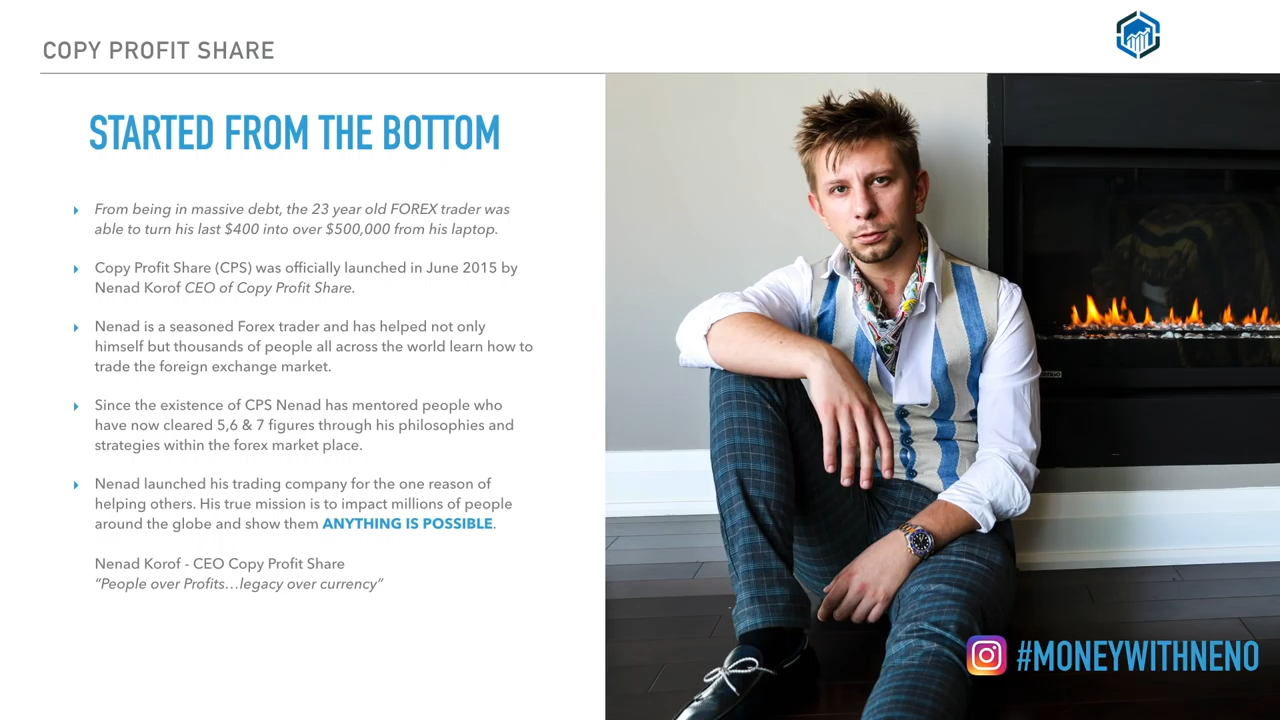 COPY PROFIT SHARE
STARTED FROM THE BOTTOM
From being in massive debt, the 23 year old FOREX trader was
able to turn his last $400 into over $500,000 from his laptop.
Copy Profit Share (CPS) was officially launched in June 2015 by
Nenad Korof CEO of Copy Profit Share.
Nenad is a seasoned Forex trader and has helped not only
himself but thousands of people all across the world learn how to
trade the foreign exchange market.
Since the existence of CPS Nenad has mentored people who
have now cleared 5,6 & 7 figures through his philosophies and
strategies within the forex market place.
Nenad launched his trading company for the one reason of
helping others. His true mission is to impact millions of people
around the globe and show them ANYTHING IS POSSIBLE.
Nenad Korof - CEO Copy Profit Share
“People over Profits…legacy over currency”
#MONEYWITHNENO